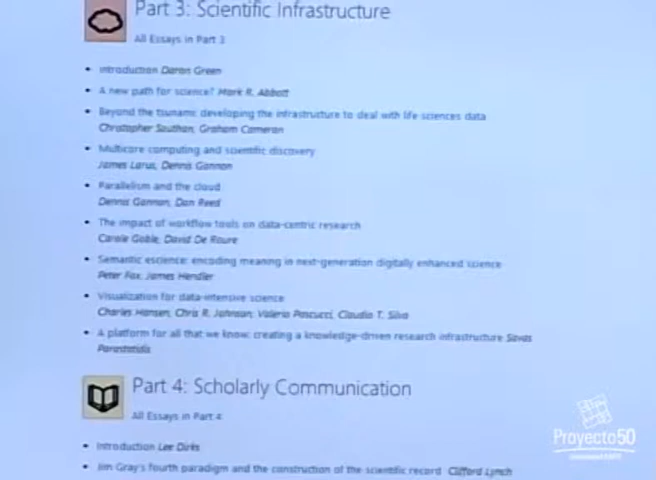 Part 3: Scientific Infrastructure
All Essays in Part 3
Introduction Daron Green
A new path for science? Mark R. Abbott
Beyond the tsunami: developing the infrastructure to deal with life sciences data
Christopher Southan, Graham Cameron
Multicore computing and scientific discovery
James Larus, Dennis Gannon
Parallelism and the cloud
Dennis Gannon, Dan Reed
The impact of workflow tools on data-centric research
Carole Goble, David De Roure
Semantic escience: encoding meaning in next-generation digitally enhanced science
Peter Fox, James Hendler
Visualization for data-intensive science
Charles Hansen, Chris R. Johnson, Valerio Pascucci, Claudio T. Silva
A platform for all that we know: creating a knowledge-driven research infrastructure Savas
Parastatidis
Part 4: Scholarly Communication
All Essays in Part 4
Introduction Lee Dirks
Jim Gray's fourth paradigm and the construction of the scientific record Clifford Lynch
Proyecto50